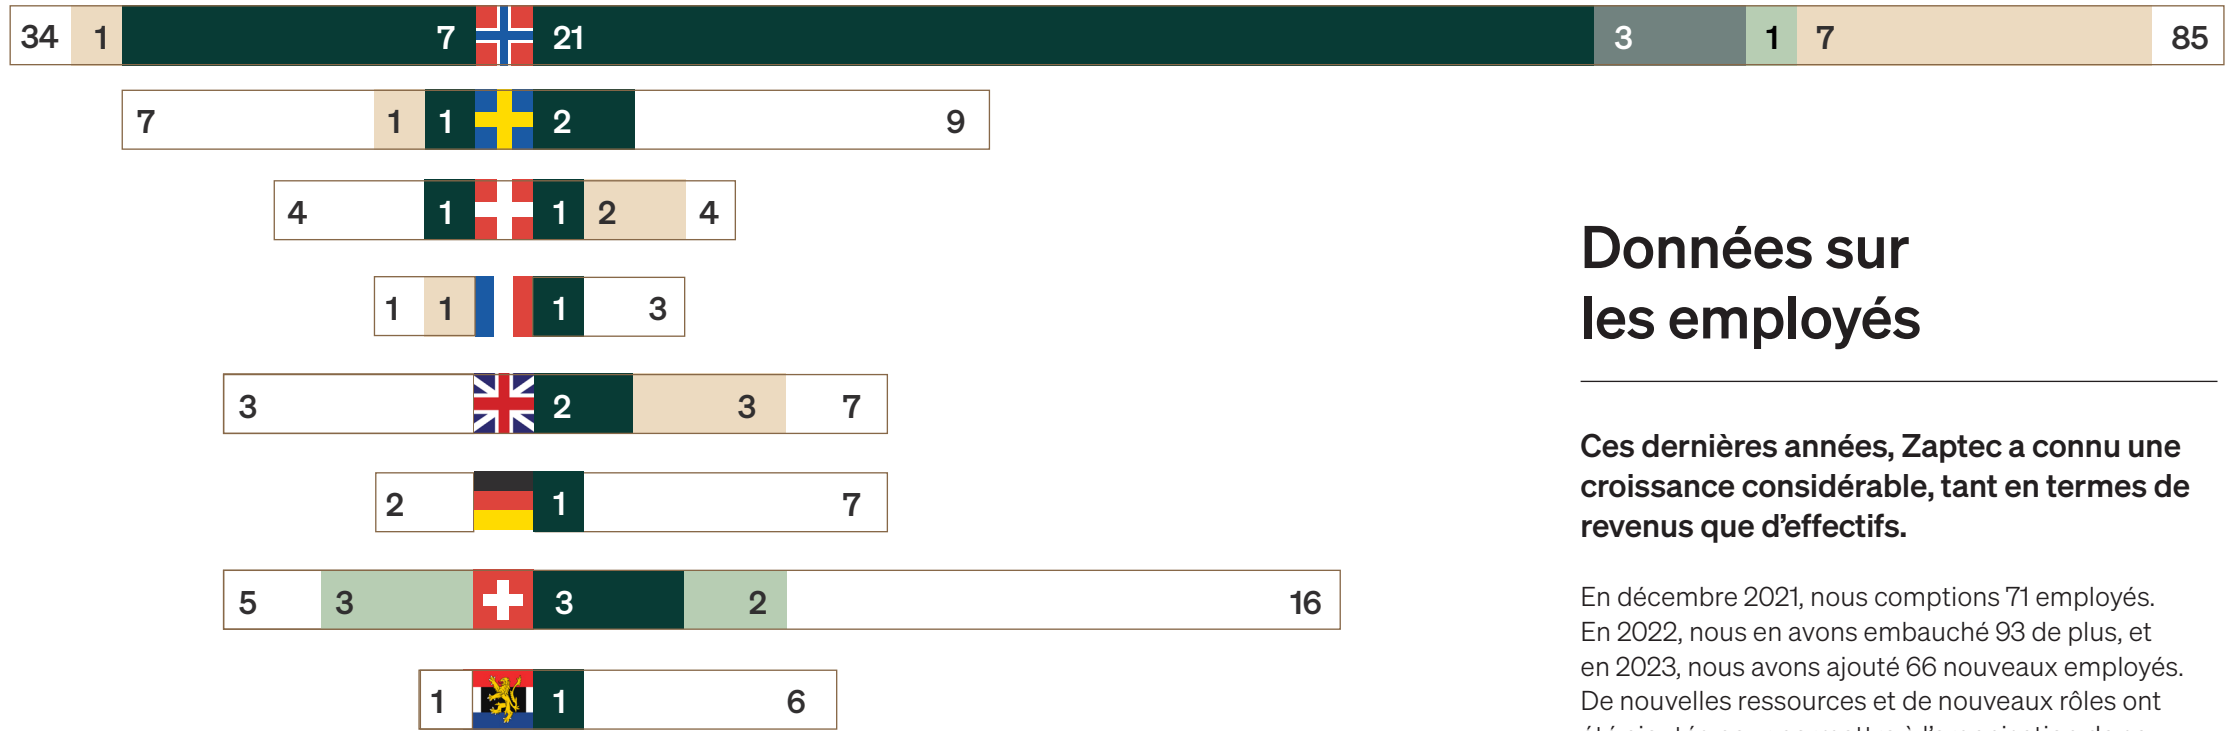 34 1 7 21 3 1 7 85
7 1 1 2 9
4 1 1 2 4
1 1 1 3
3 2 3 7
2 1 7
5 3 3 2 16
1 1 6
Données sur
les employés
Ces dernières années, Zaptec a connu une
croissance considérable, tant en termes de
revenus que d'effectifs.
En décembre 2021, nous comptions 71 employés.
En 2022, nous en avons embauché 93 de plus, et
en 2023, nous avons ajouté 66 nouveaux employés.
De nouvelles ressources et de nouveaux rôles ont